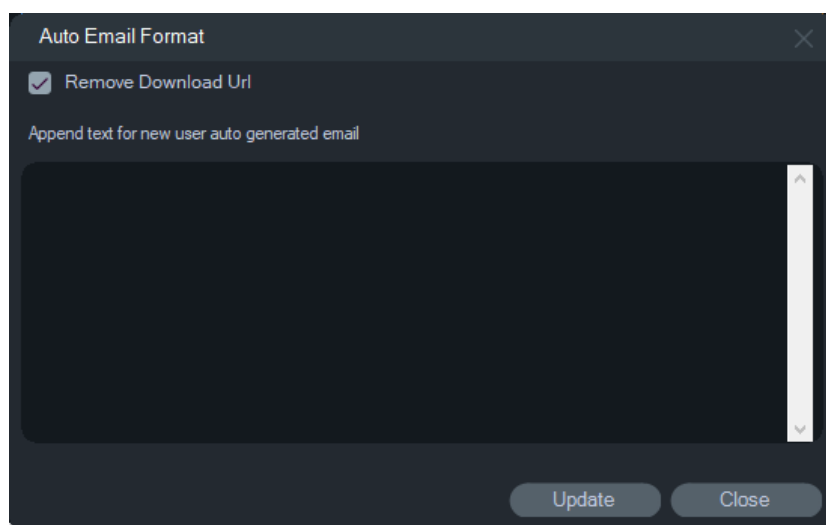 Auto Email Format
Remove Download Url
Append text for new user auto generated email
Update Close